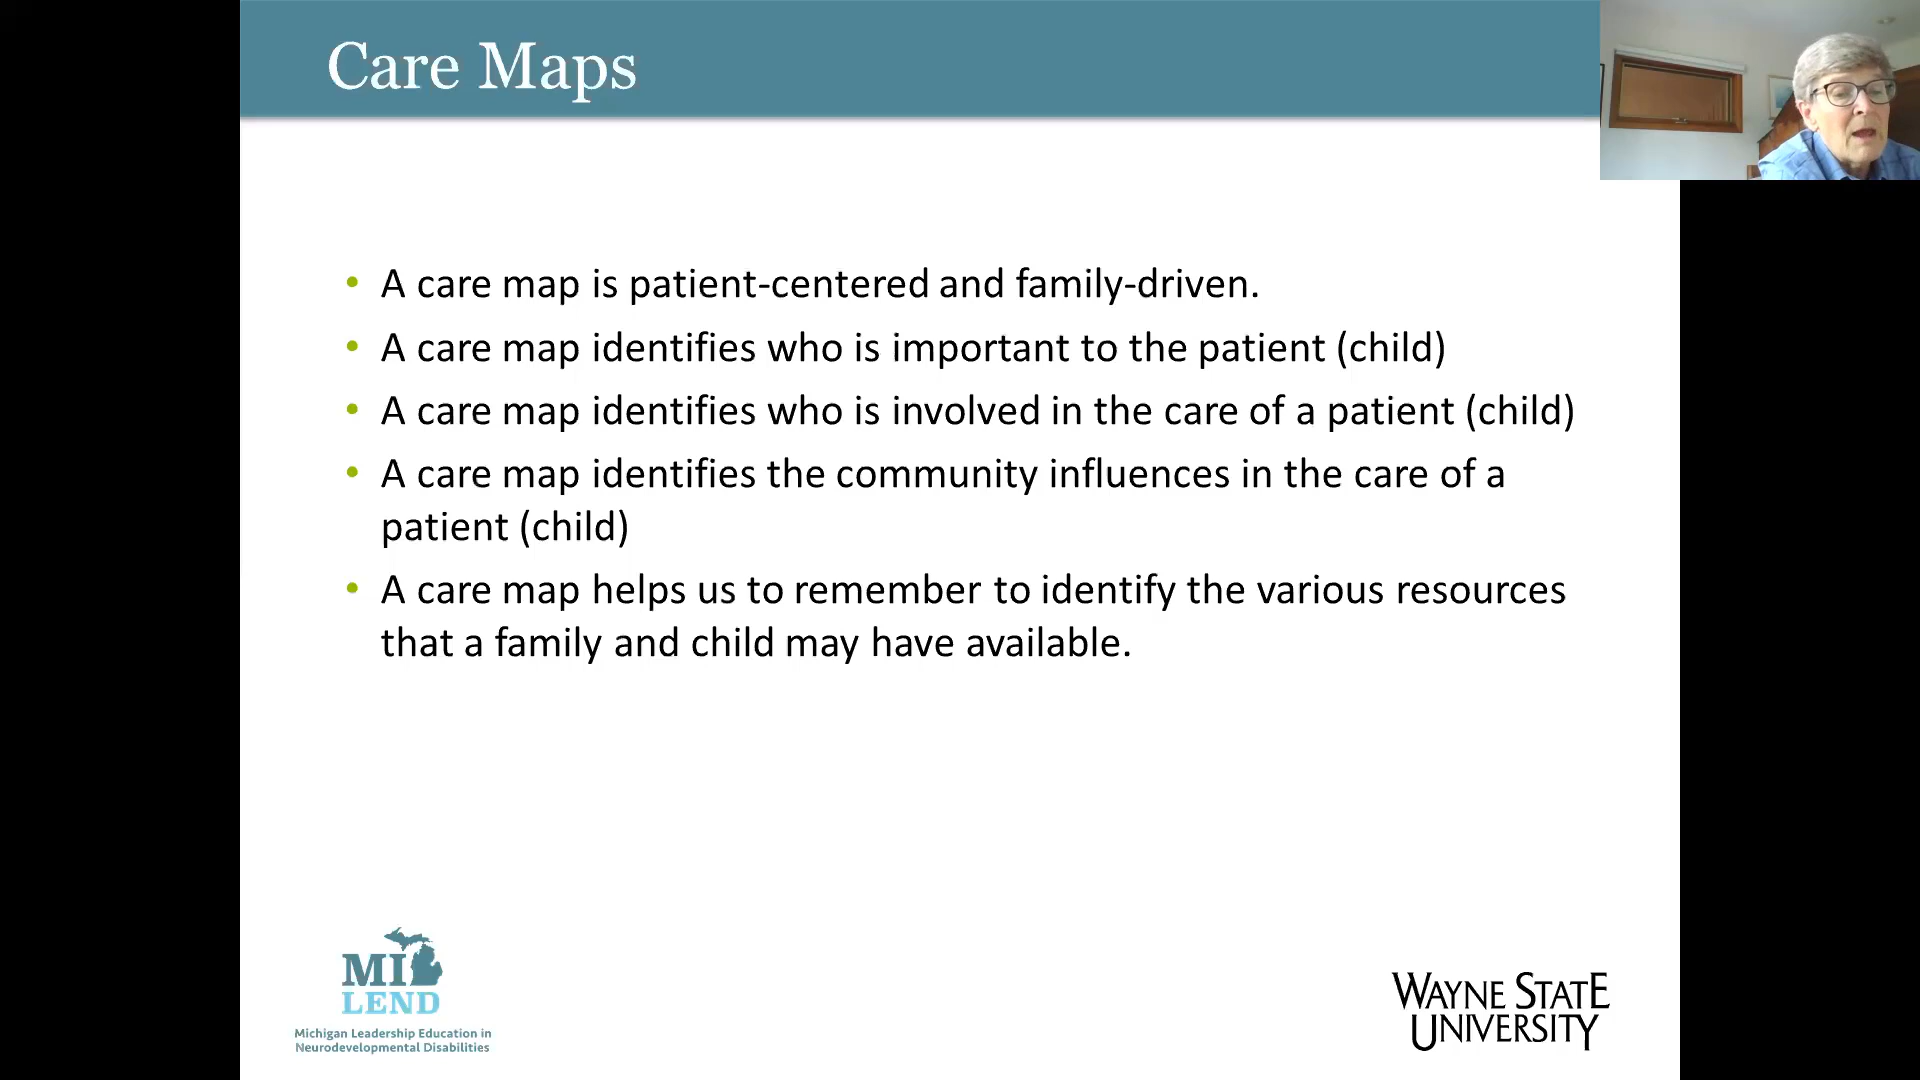 Care Maps
• A care map is patient-centered and family-driven.
• A care map identifies who is important to the patient (child)
• A care map identifies who is involved in the care of a patient (child)
• A care map identifies the community influences in the care of a
patient (child)
• A care map helps us to remember to identify the various resources
that a family and child may have available.
MI
LEND
Michigan Leadership Education in
Neurodevelopmental Disabilities
WAYNE STATE
UNIVERSITY